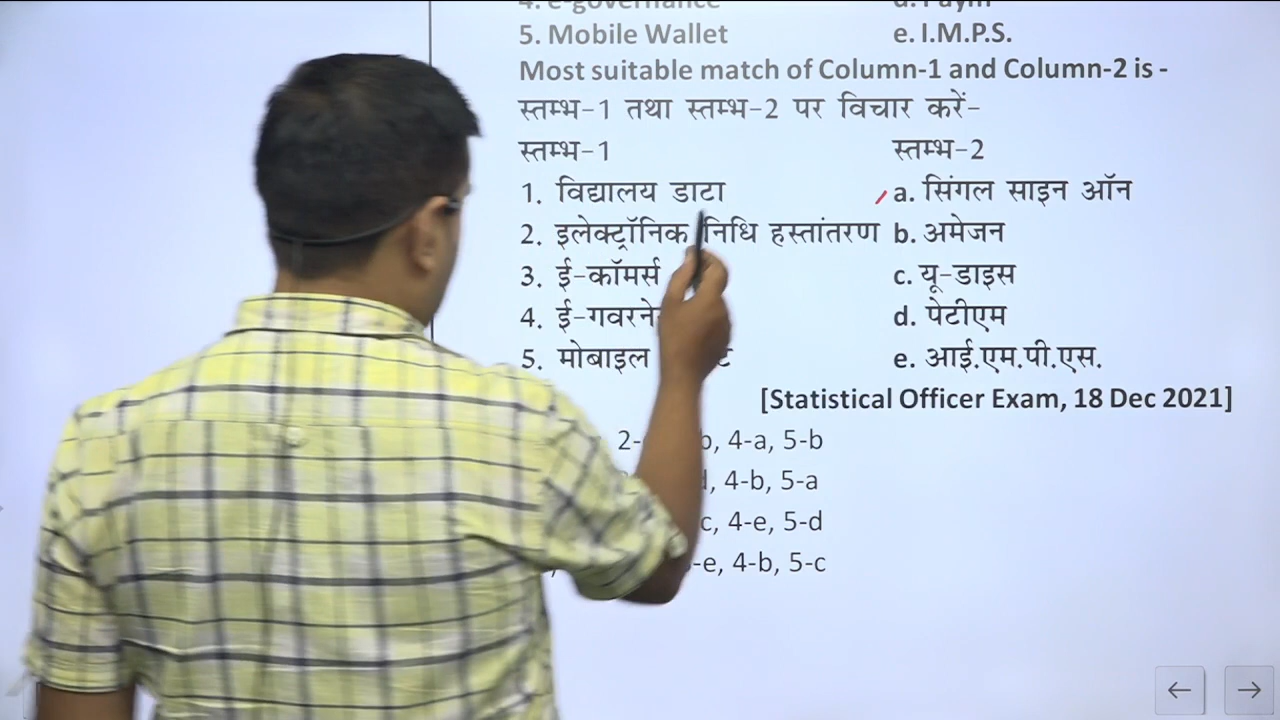 4. e-governance d. Paytm
5. Mobile Wallet e. I.M.P.S.
Most suitable match of Column-1 and Column-2 is -
स्तम्भ-1 तथा स्तम्भ-2 पर विचार करें-
स्तम्भ-1 स्तम्भ-2
1. विद्यालय डाटा a. सिंगल साइन ऑन
2. इलेक्ट्रॉनिक निधि हस्तांतरण b. अमेजन
3. ई-कॉमर्स c. यू-डाइस
4. ई-गवरने d. पेटीएम
5. मोबाइल e. आई.एम.पी.एस.
[Statistical Officer Exam, 18 Dec 2021]
2- b, 4-a, 5-b
4-b, 5-a
c, 4-e, 5-d
-e, 4-b, 5-c